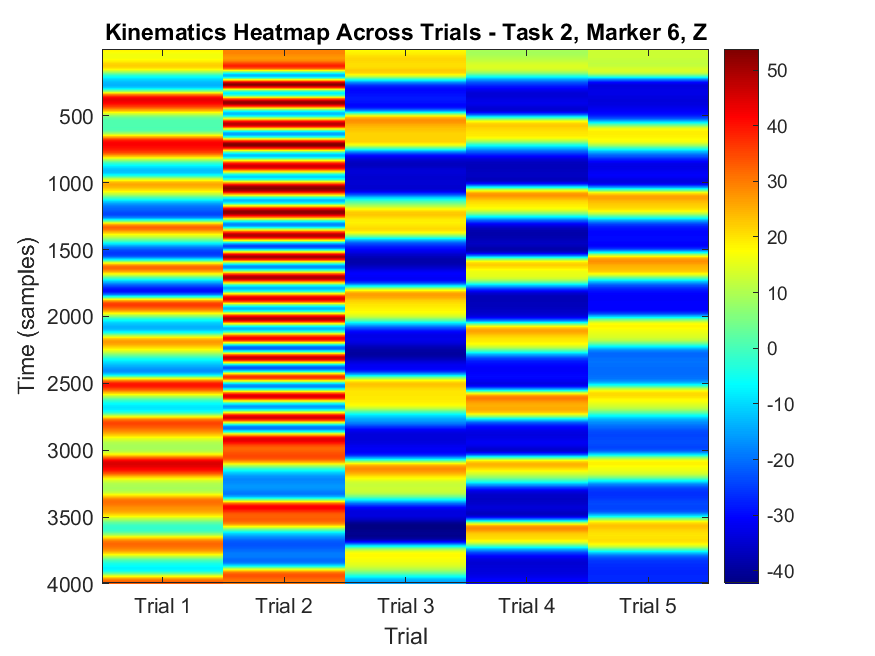 Kinematics Heatmap Across Trials - Task 2, Marker 6, Z
Time (samples)
500
1000
1500
2000
2500
3000
3500
4000
Trial 1
Trial 2
Trial 3
Trial 4
Trial 5
Trial
50
40
30
20
10
0
-10
-20
-30
-40